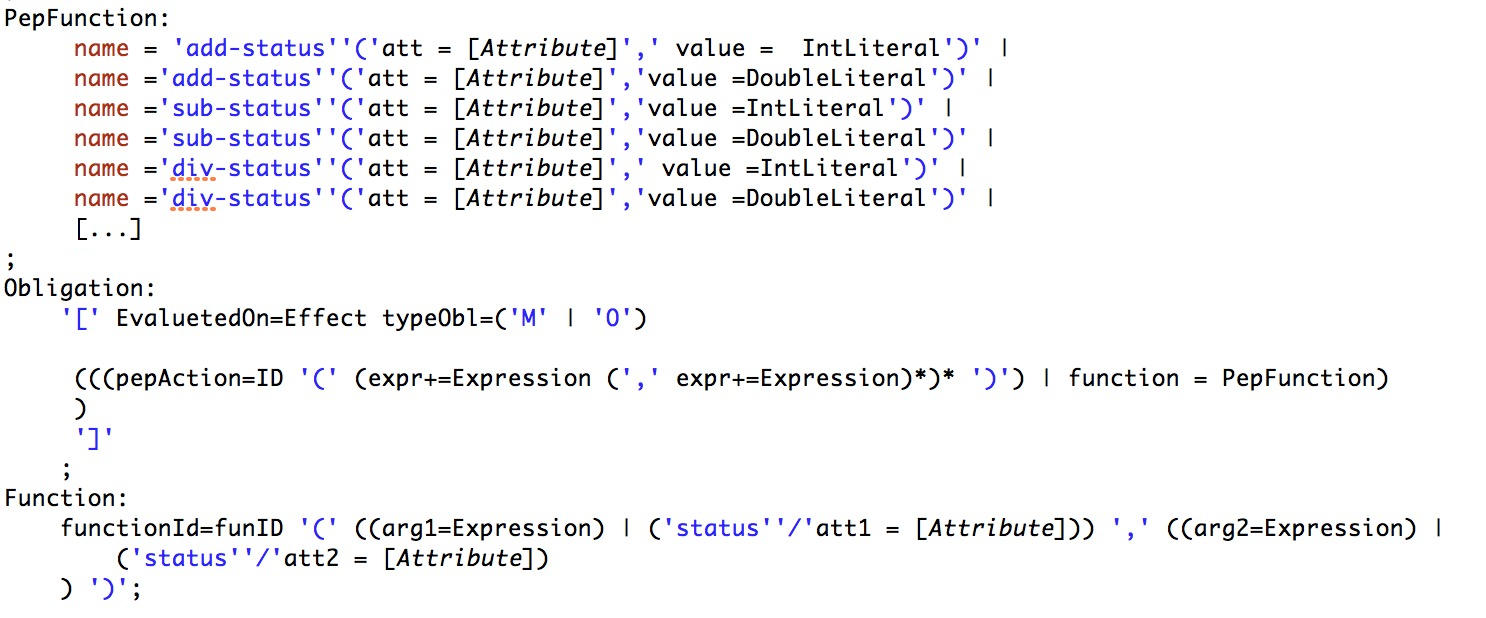 PepFunction:
name = 'add-status''('att = [Attribute]',' value =  IntLiteral')' |
name ='add-status''('att = [Attribute]','value =DoubleLiteral')' |
name ='sub-status''('att = [Attribute]','value =IntLiteral')' |
name ='sub-status''('att = [Attribute]','value =DoubleLiteral')' |
name ='div-status''('att = [Attribute]',' value =IntLiteral')' |
name ='div-status''('att = [Attribute]','value =DoubleLiteral')' |
[...]
;
Obligation:
'[' EvaluetedOn=Effect typeObl=('M' | 'O')
(((pepAction=ID '(' (expr+=Expression (',' expr+=Expression)*)* ')') | function = PepFunction)
)
']'
;
Function:
functionId=funID '(' ((arg1=Expression) | ('status''/'att1 = [Attribute])) ',' ((arg2=Expression) |
('status''/'att2 = [Attribute])
) ')';